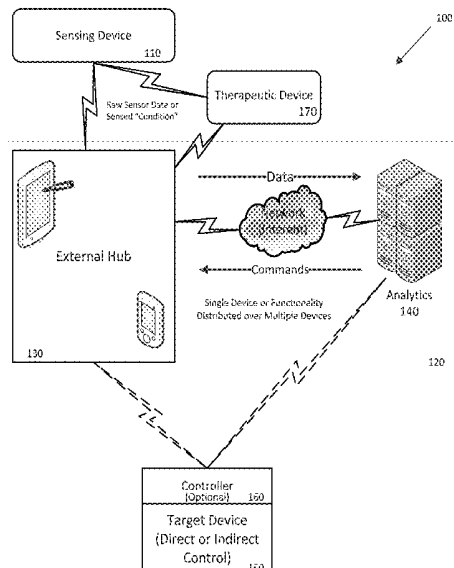 100
Sensing Device
110
Therapeutic Device
170
Raw Sensor Data or
Sensed "Condition"
Data
External Hub
Network
(Internet)
Commands
Analytics
140
Single Device or Functionality
Distributed over Multiple Devices
130
120
Controller
(Optional) 160
Target Device
(Direct or Indirect
Control)